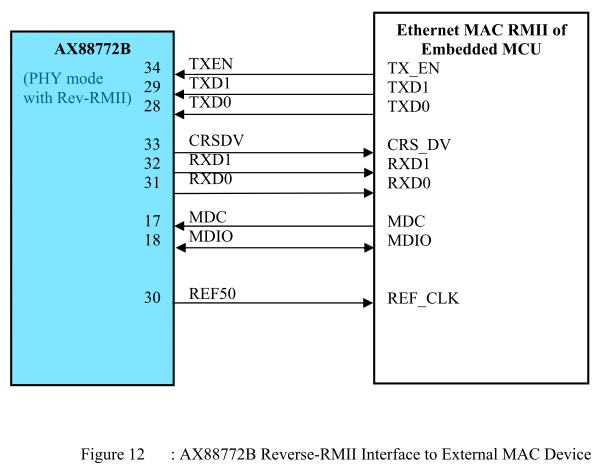 Ethernet MAC RMII of
Embedded MCU
AX88772B
(PHY mode
with Rev-RMII)
34 TXEN TX_EN
29 TXD1 TXD1
28 TXD0 TXD0
33 CRSDV CRS_DV
32 RXD1 RXD1
31 RXD0 RXD0
17 MDC MDC
18 MDIO MDIO
30 REF50 REF_CLK
Figure 12 : AX88772B Reverse-RMII Interface to External MAC Device